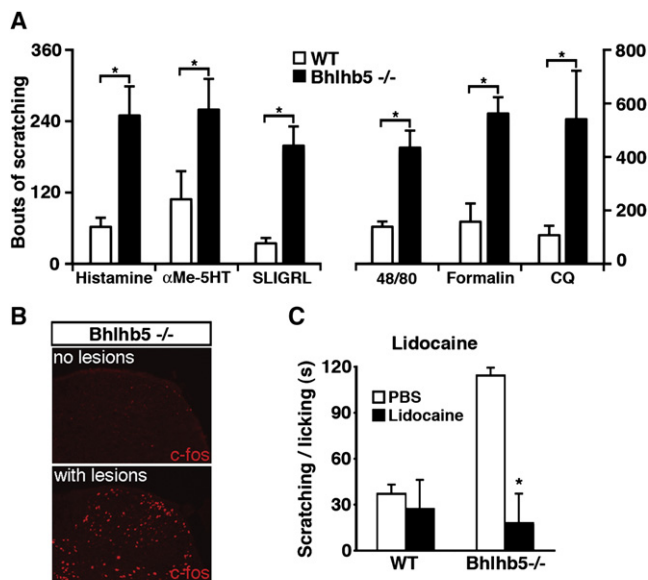 A
360
240
120
0
Bouts of scratching
* * * * * *
WT
Bhlhb5 -/-
800
600
400
200
0
Histamine αMe-5HT SLIGRL 48/80 Formalin CQ
B
Bhlhb5 -/-
no lesions
c-fos
with lesions
c-fos
C
Lidocaine
120
90
60
30
0
Scratching / licking (s)
PBS
Lidocaine
*
WT Bhlhb5-/-